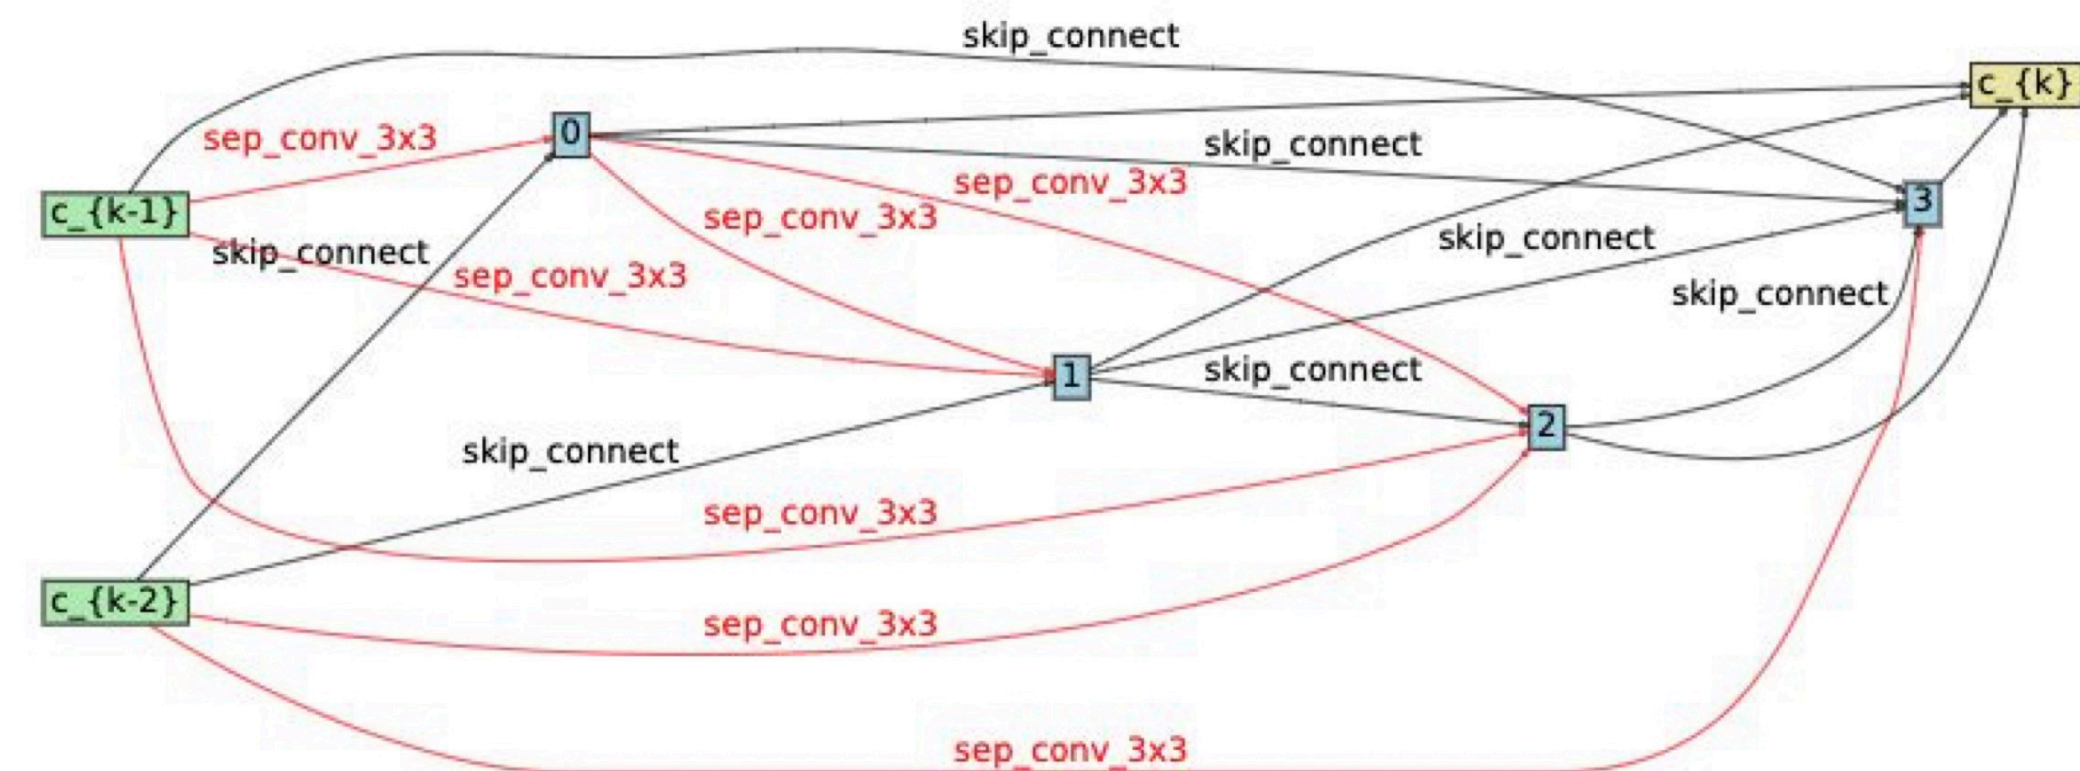 skip_connect
c_{k}
0
sep_conv_3x3
skip_connect
sep_conv_3x3
3
c_{k-1}
sep_conv_3x3
skip_connect
skip_connect
sep_conv_3x3
skip_connect
1
skip_connect
2
skip_connect
sep_conv_3x3
c_{k-2}
sep_conv_3x3
sep_conv_3x3